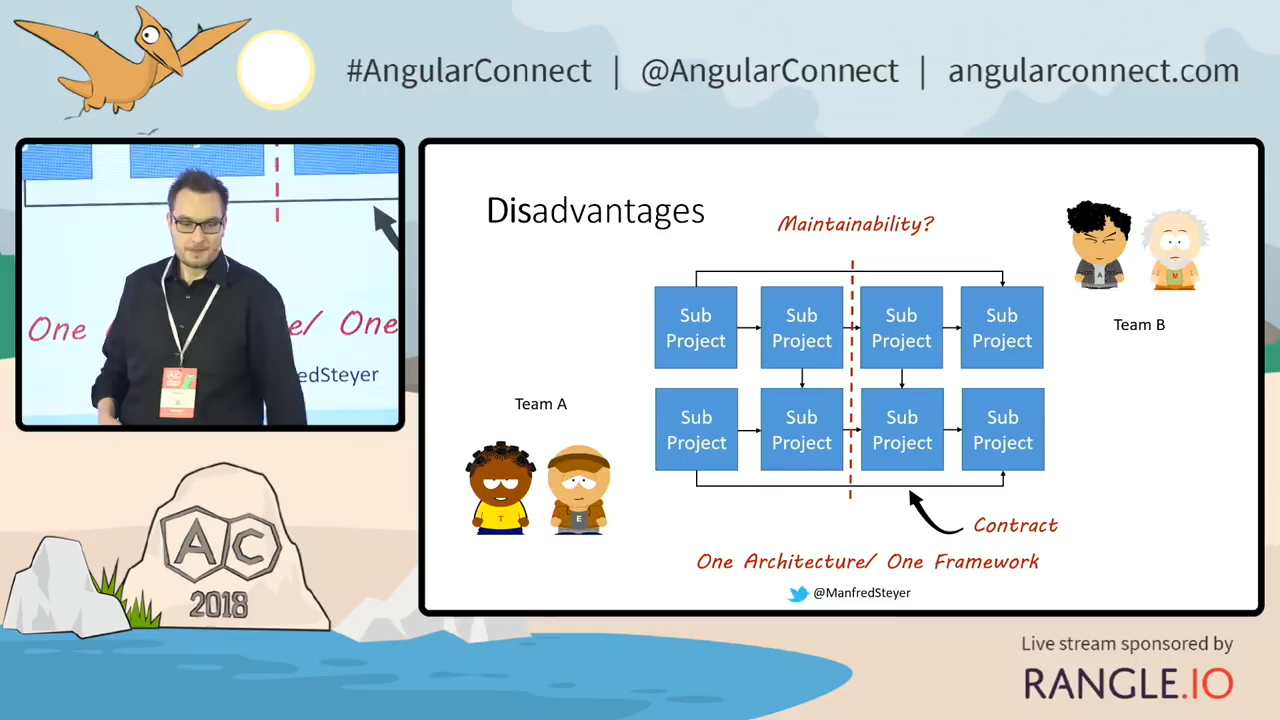 #AngularConnect | @AngularConnect | angularconnect.com
One
e/ One
edSteyer
Disadvantages
Maintainability?
Team B
Sub Project
Sub Project
Sub Project
Sub Project
Team A
Sub Project
Sub Project
Sub Project
Sub Project
T
E
A
M
Contract
One Architecture/ One Framework
@ManfredSteyer
AC
2018
Live stream sponsored by
RANGLE.IO